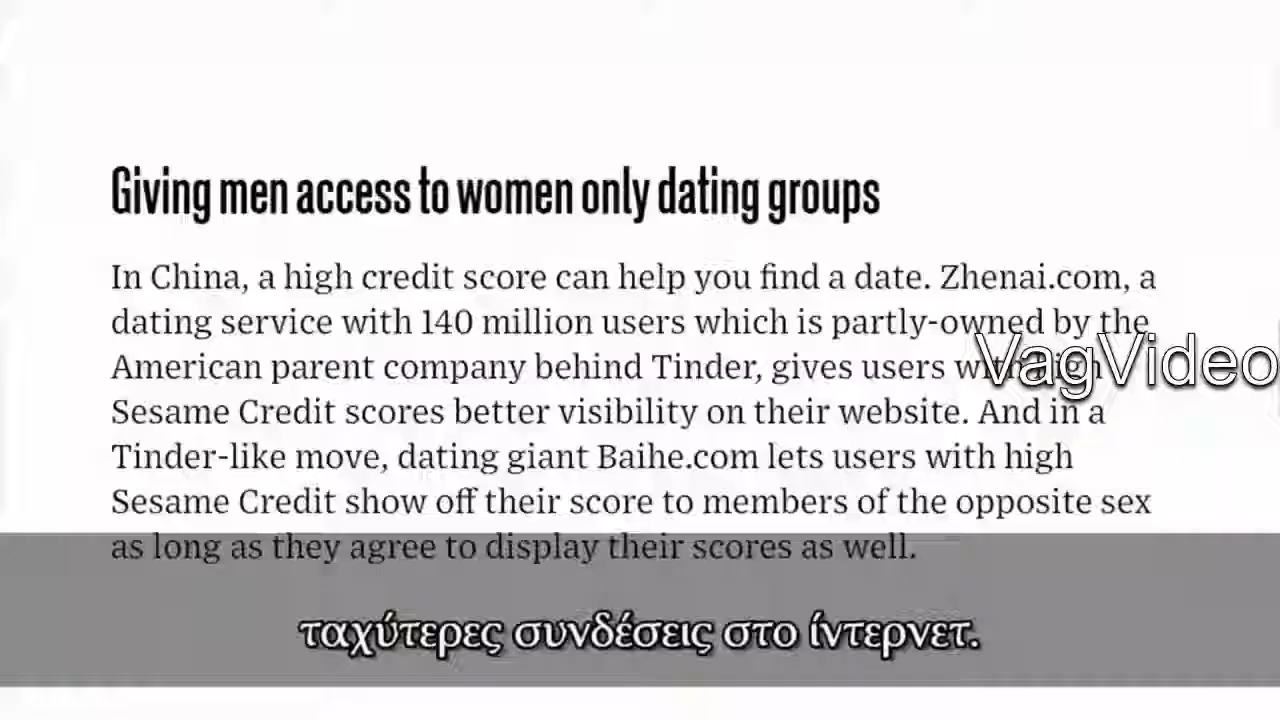 Giving men access to women only dating groups
In China, a high credit score can help you find a date. Zhenai.com, a
dating service with 140 million users which is partly-owned by the
American parent company behind Tinder, gives users with high
VagVideo
Sesame Credit scores better visibility on their website. And in a
Tinder-like move, dating giant Baihe.com lets users with high
Sesame Credit show off their score to members of the opposite sex
as long as they agree to display their scores as well.
ταχύτερες συνδέσεις στο ίντερνετ.